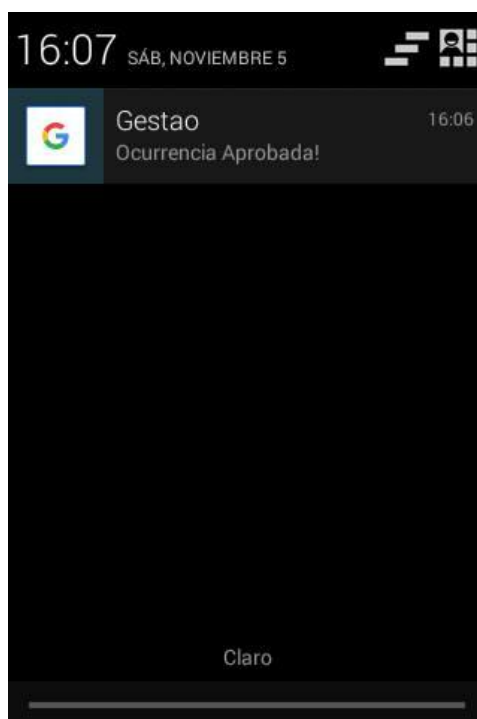 16:07 SÁB, NOVIEMBRE 5
G
Gestao 16:06
Ocurrencia Aprobada!
Claro